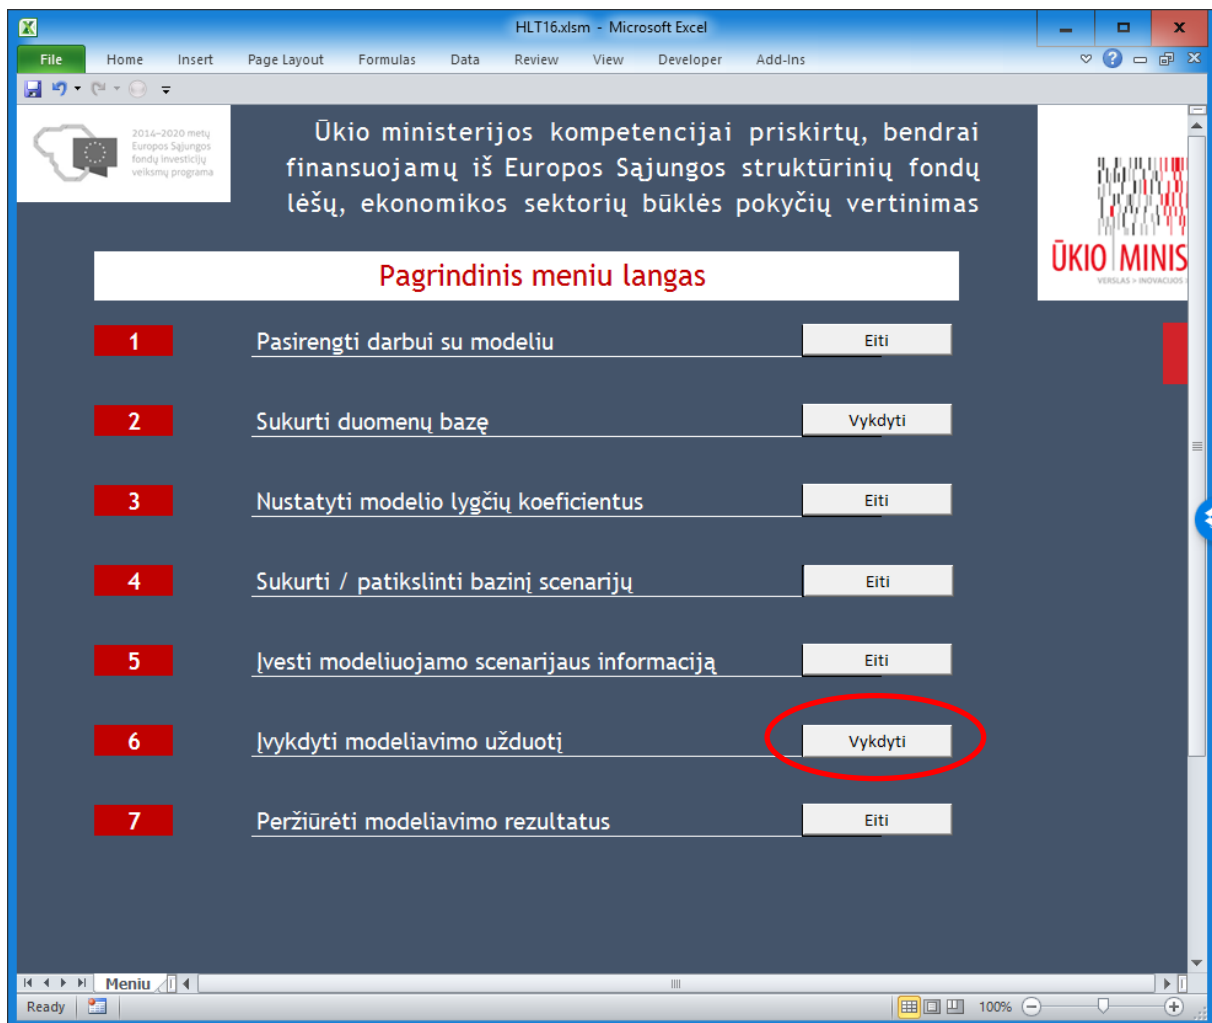 HLT16.xlsm - Microsoft Excel
File Home Insert Page Layout Formulas Data Review View Developer Add-Ins
2014–2020 metų
Europos Sąjungos
fondų investicijų
veiksmų programa
Ūkio ministerijos kompetencijai priskirtų, bendrai
finansuojamų iš Europos Sąjungos struktūrinių fondų
lėšų, ekonomikos sektorių būklės pokyčių vertinimas
ŪKIO MINIS
VERSLAS > INOVACIJOS >
Pagrindinis meniu langas
1 Pasirengti darbui su modeliu Eiti
2 Sukurti duomenų bazę Vykdyti
3 Nustatyti modelio lygčių koeficientus Eiti
4 Sukurti / patikslinti bazinį scenarijų Eiti
5 Įvesti modeliuojamo scenarijaus informaciją Eiti
6 Įvykdyti modeliavimo užduotį Vykdyti
7 Peržiūrėti modeliavimo rezultatus Eiti
Meniu
Ready 100%